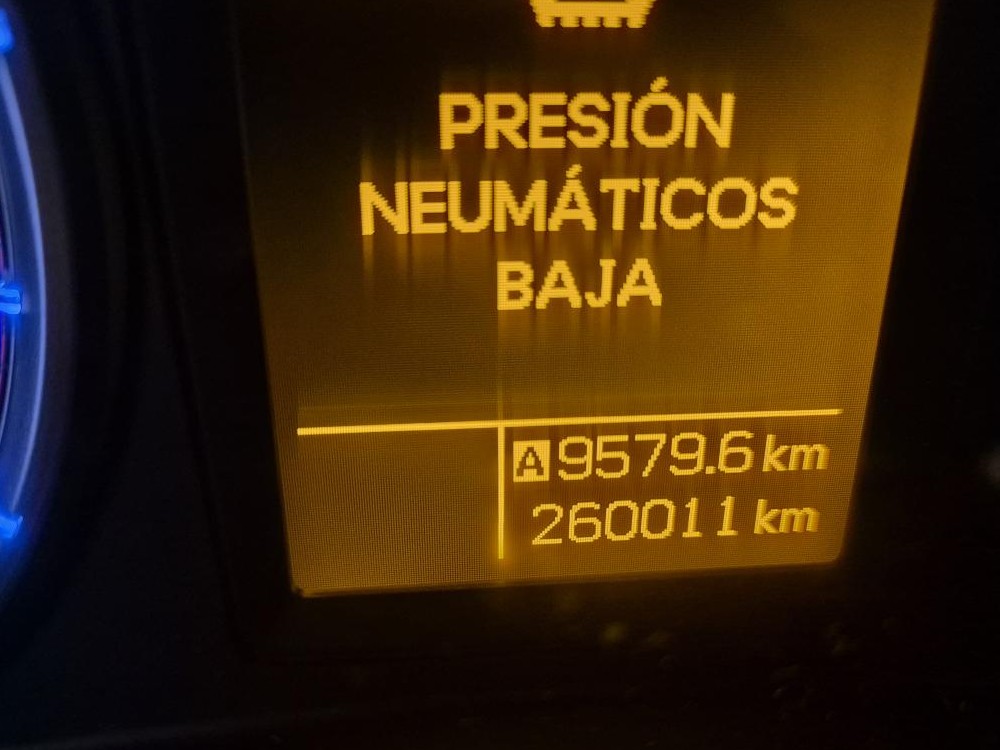 PRESIÓN
NEUMÁTICOS
BAJA
A 9579.6 km
260011 km